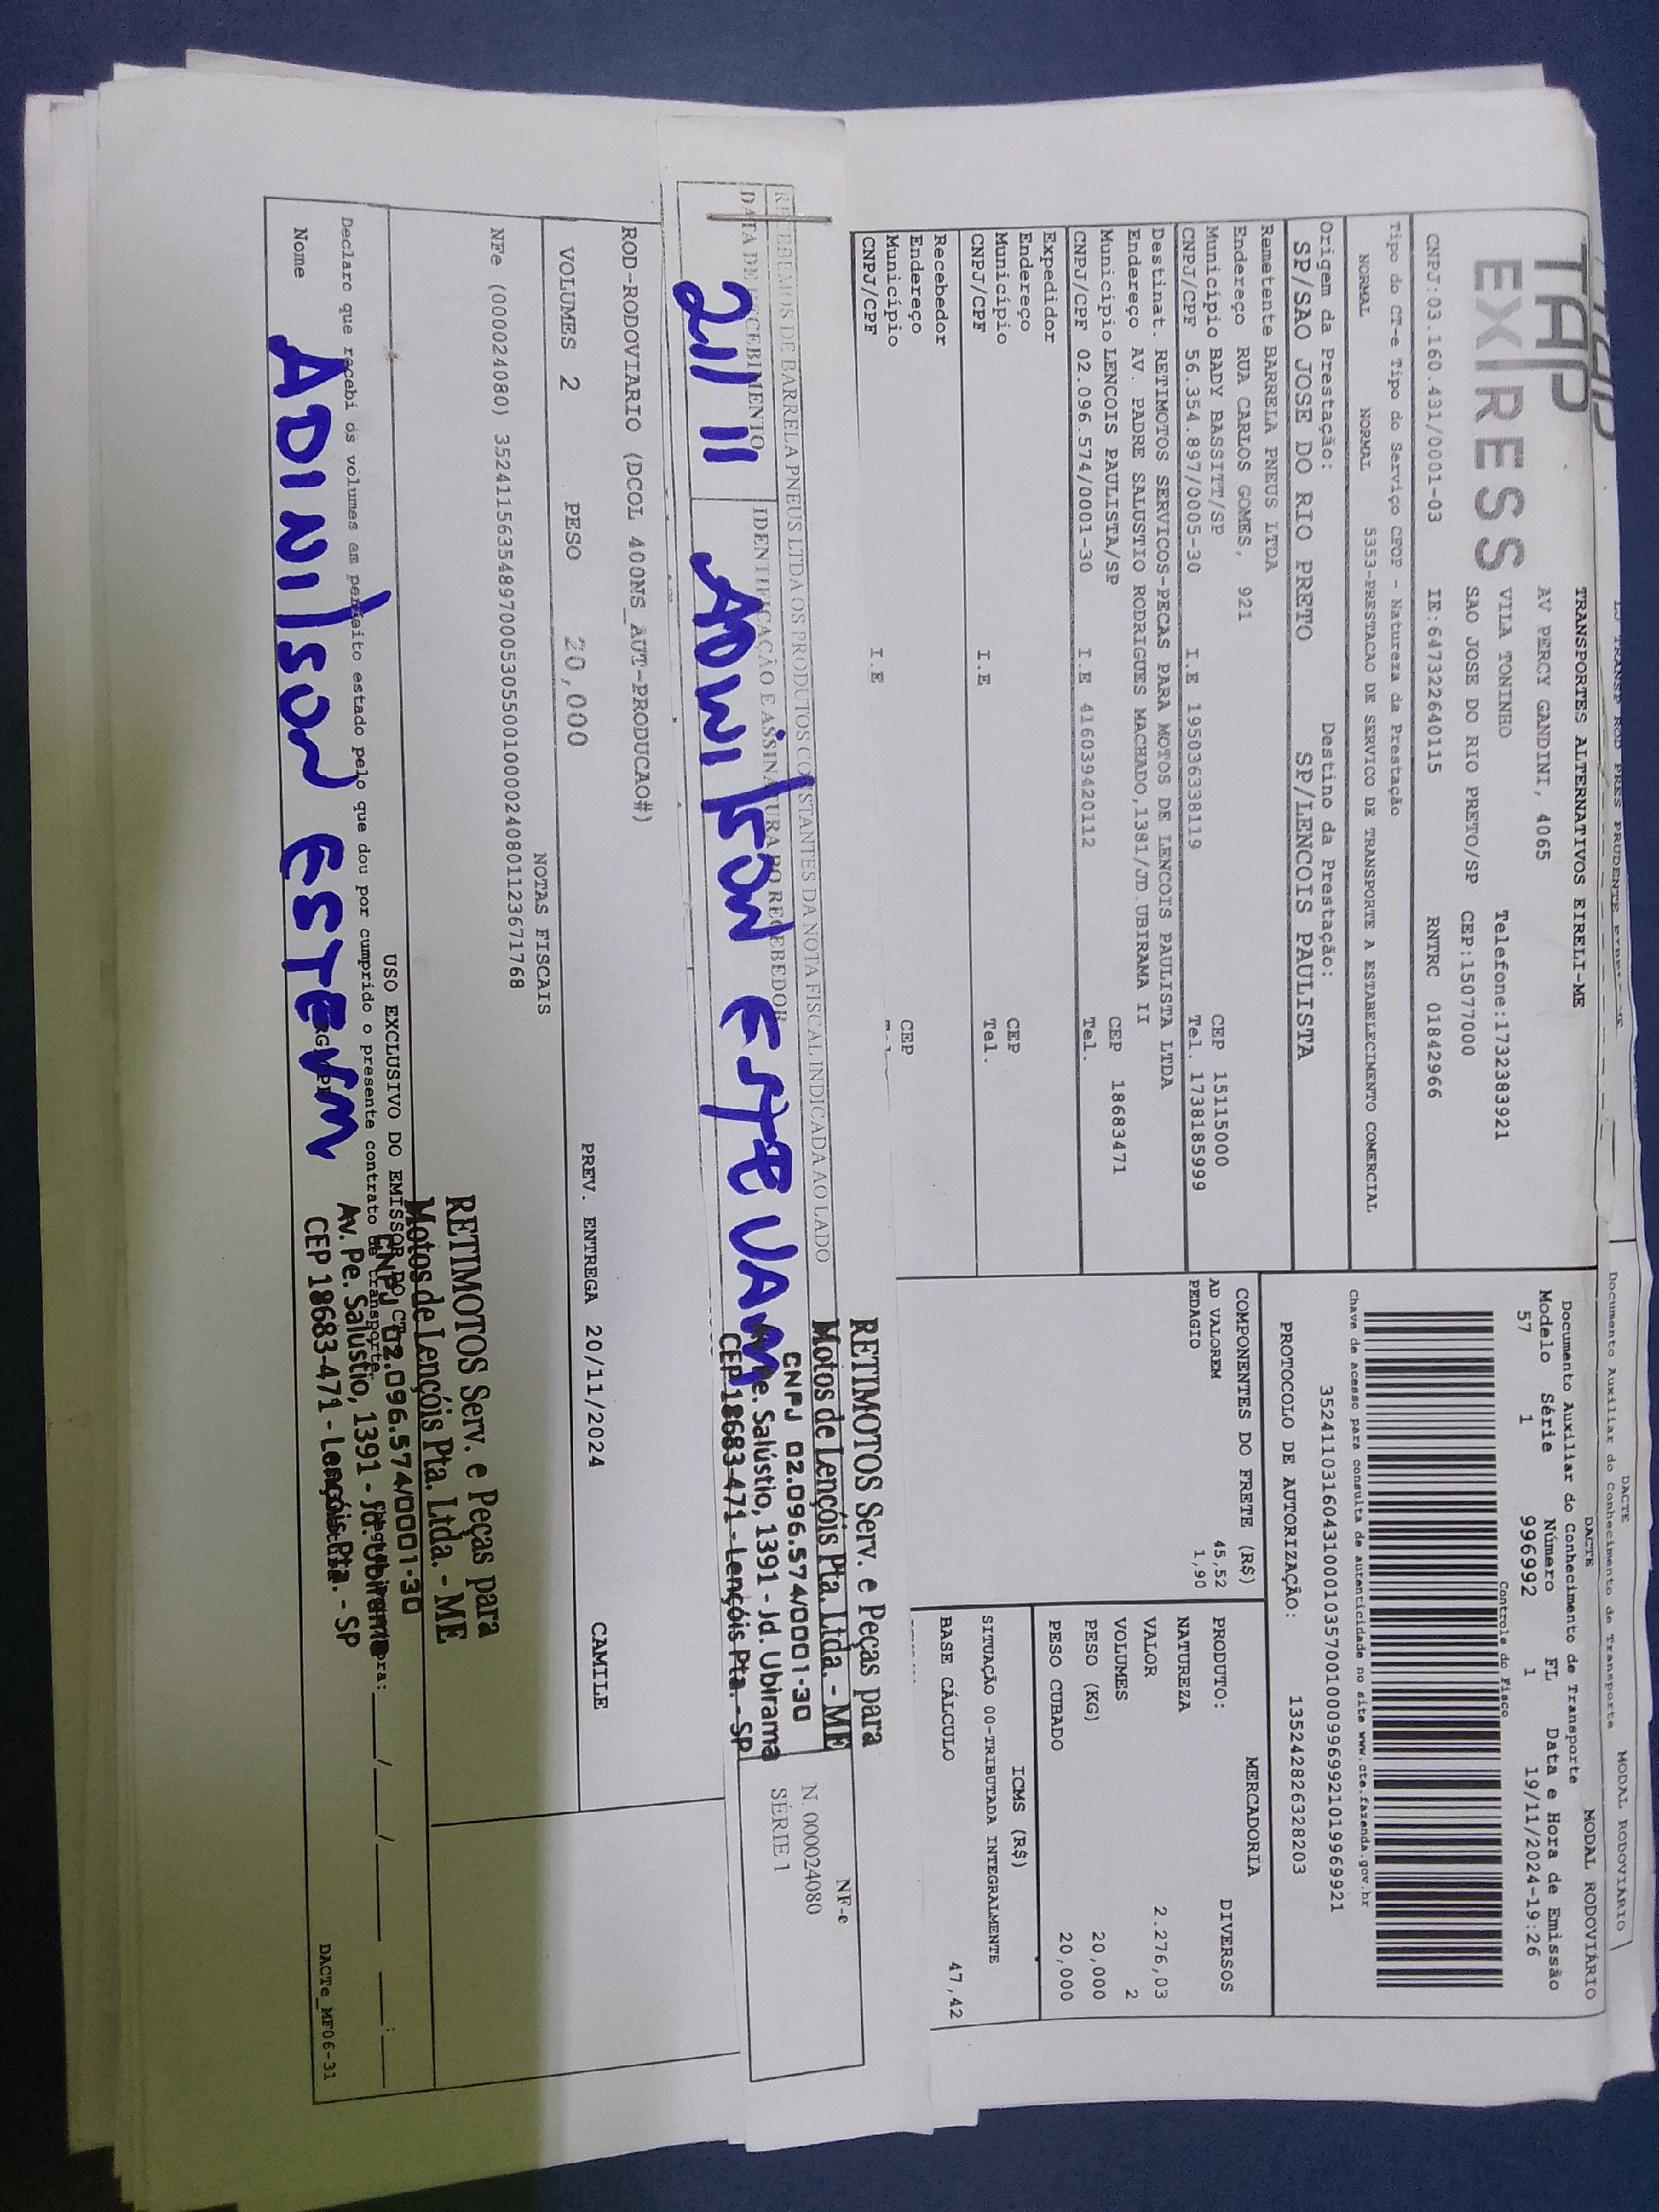 DACTE
MODAL RODOVIÁRIO
Documento Auxiliar do Conhecimento de Transporte
TAP
EXPRESS
TRANSPORTES ALTERNATIVOS EIRELI-ME
AV PERCY GANDINI, 4065
VILA TONINHO Telefone:1732383921
SAO JOSE DO RIO PRETO/SP CEP:15077000
CNPJ:03.160.431/0001-03 IE:647322640115 RNTRC 01842966
DACTE MODAL RODOVIÁRIO
Documento Auxiliar do Conhecimento de Transporte
Modelo Série Número FL Data e Hora de Emissão
57 1 996992 1 19/11/2024-19:26
Controle do Fisco
Chave de acesso para consulta de autenticidade no site www.cte.fazenda.gov.br
35241103160431000103570010009969921019969921
PROTOCOLO DE AUTORIZAÇÃO: 135242826328203
Tipo do CT-e Tipo do Serviço CFOP - Natureza da Prestação
NORMAL NORMAL 5353-PRESTACAO DE SERVICO DE TRANSPORTE A ESTABELECIMENTO COMERCIAL
Origem da Prestação: Destino da Prestação:
SP/SAO JOSE DO RIO PRETO SP/LENCOIS PAULISTA
Remetente BARRELA PNEUS LTDA
Endereço RUA CARLOS GOMES, 921
Município BADY BASSITT/SP CEP 15115000
CNPJ/CPF 56.354.897/0005-30 I.E 195036338119 Tel. 1738185999
Destinat. RETIMOTOS SERVICOS-PECAS PARA MOTOS DE LENCOIS PAULISTA LTDA
Endereço AV. PADRE SALUSTIO RODRIGUES MACHADO,1381/JD.UBIRAMA II
Município LENCOIS PAULISTA/SP CEP 18683471
CNPJ/CPF 02.096.574/0001-30 I.E 416039420112 Tel.
Expedidor
Endereço
Município CEP
CNPJ/CPF I.E Tel.
Recebedor
Endereço
Município CEP
CNPJ/CPF I.E
COMPONENTES DO FRETE (R$)
AD VALOREM 45,52
PEDAGIO 1,90
MERCADORIA
PRODUTO: DIVERSOS
NATUREZA
VALOR 2.276,03
VOLUMES 2
PESO (KG) 20,000
PESO CUBADO 20,000
ICMS (R$)
SITUAÇÃO 00-TRIBUTADA INTEGRALMENTE
BASE CÁLCULO 47,42
RETIMOTOS Serv. e Peças para
Motos de Lençóis Pta. Ltda. - ME
CNPJ 02.096.574/0001-30
Salústio, 1391 - Jd. Ubirama
CEP 18683-471 - Lençóis Pta. - SP
RECEBEMOS DE BARRELA PNEUS LTDA OS PRODUTOS CONSTANTES DA NOTA FISCAL INDICADA AO LADO
DATA DE RECEBIMENTO IDENTIFICAÇÃO E ASSINATURA DO RECEBEDOR
21/11
NF-e
N. 000024080
SÉRIE 1
ROD-RODOVIARIO (DCOL 400NS_AUT-PRODUCAO#)
VOLUMES 2 PESO 20,000 PREV. ENTREGA 20/11/2024 CAMILE
NOTAS FISCAIS
NFe (000024080) 35241156354897000530550010000240801123671768
RETIMOTOS Serv. e Peças para
Motos de Lençóis Pta. Ltda. - ME
CNPJ 02.096.574/0001-30
Av. Pe. Salústio, 1391 - Jd. Ubirama
CEP 18683-471 - Lençóis Pta. - SP
USO EXCLUSIVO DO EMISSOR DO CT-e
Declaro que recebi os volumes em perfeito estado pelo que dou por cumprido o presente contrato de transporte.
Nome ADINILSON ESTEVM
DACTe_MF06-31